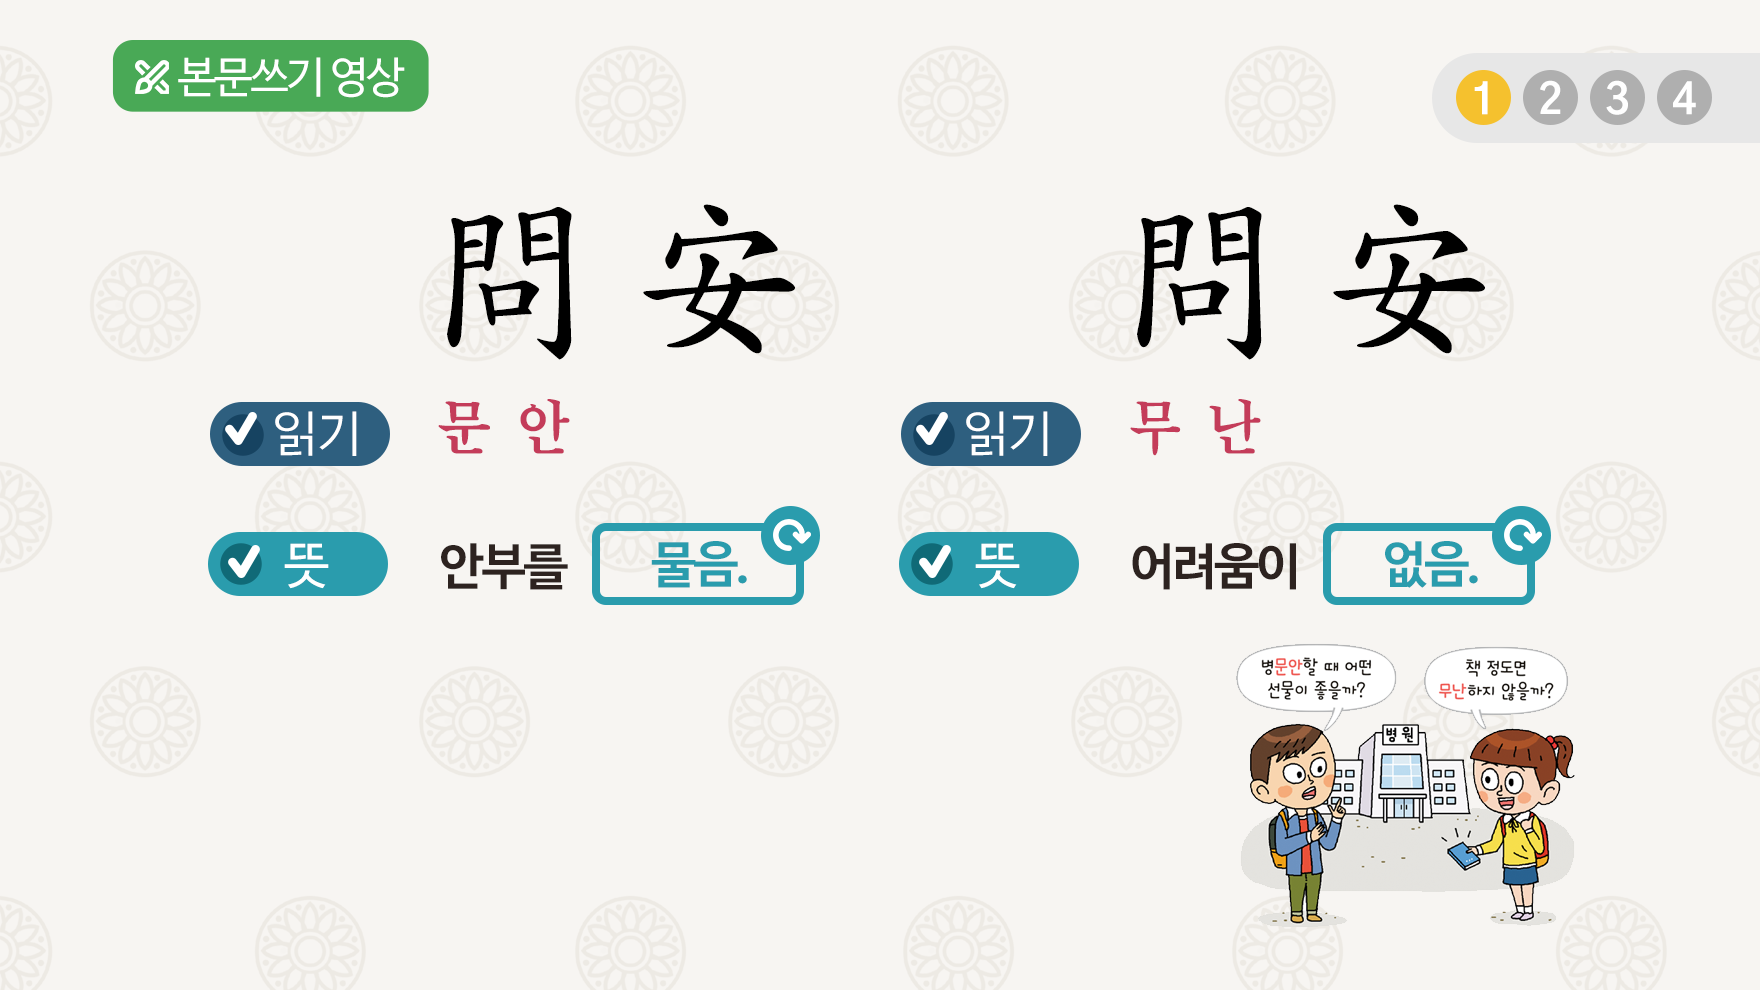 본문쓰기 영상
1 2 3 4
問 安
읽기 문 안
뜻 안부를 물음.
問 安
읽기 무 난
뜻 어려움이 없음.
병문안할 때 어떤
선물이 좋을까?
책 정도면
무난하지 않을까?
병원